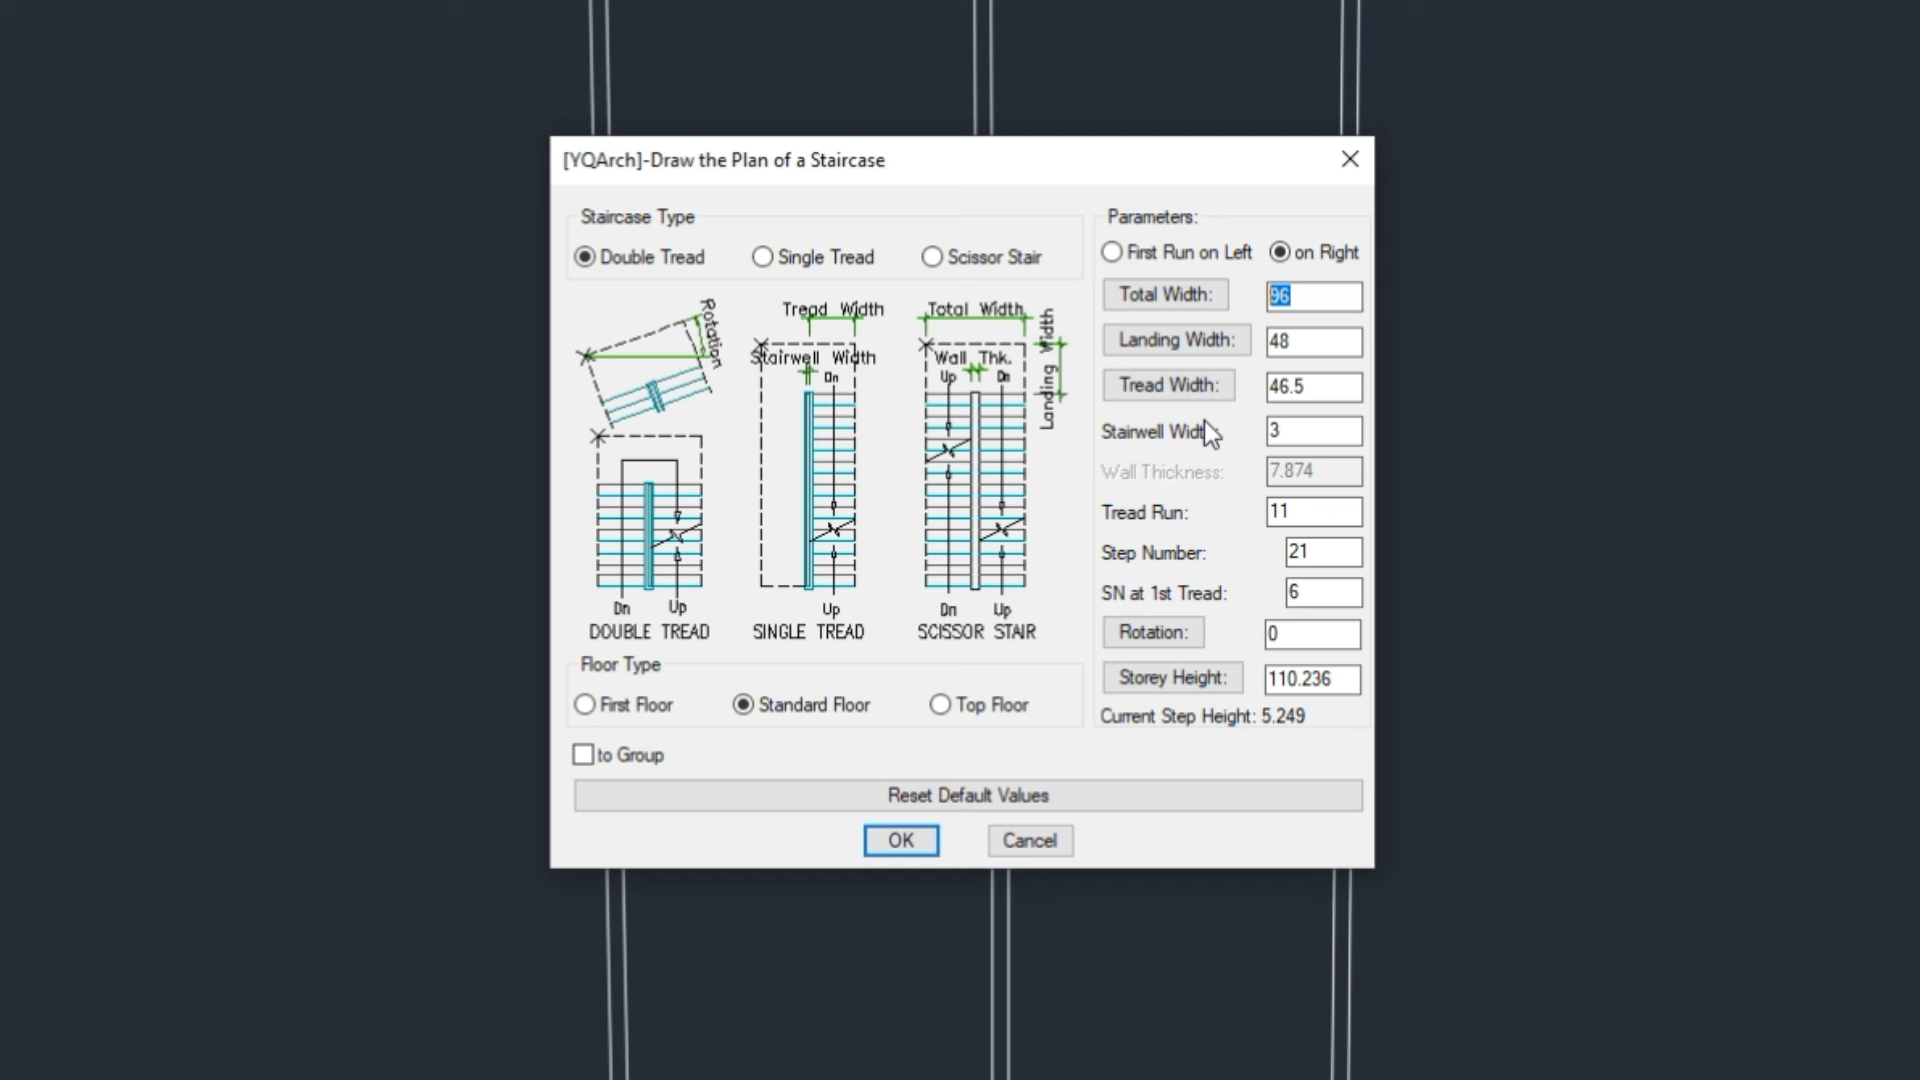 [YQArch]-Draw the Plan of a Staircase
Staircase Type
Double Tread
Single Tread
Scissor Stair
Rotation
Tread Width
Total Width
Stairwell Width
Wall Thk.
Landing Width
Dn
Up
Dn
Dn
Up
Up
Dn
Up
DOUBLE TREAD
SINGLE TREAD
SCISSOR STAIR
Floor Type
First Floor
Standard Floor
Top Floor
to Group
Parameters:
First Run on Left
on Right
Total Width: 96
Landing Width: 48
Tread Width: 46.5
Stairwell Width 3
Wall Thickness: 7.874
Tread Run: 11
Step Number: 21
SN at 1st Tread: 6
Rotation: 0
Storey Height: 110.236
Current Step Height: 5.249
Reset Default Values
OK
Cancel